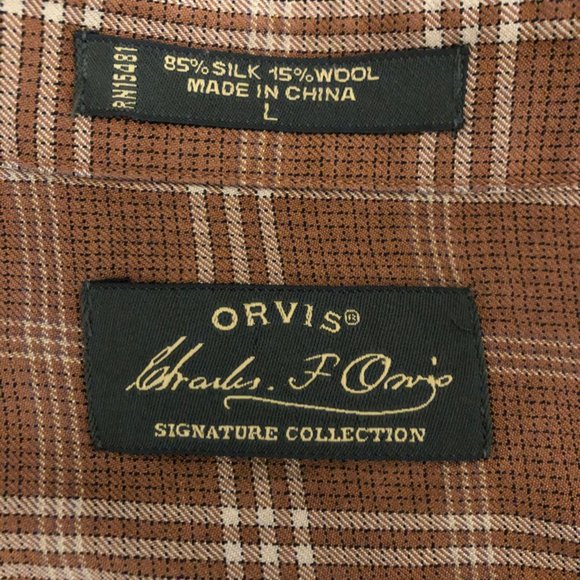 RN15481
85% SILK 15% WOOL
MADE IN CHINA
L
ORVIS®
Charles. F Orvis
SIGNATURE COLLECTION